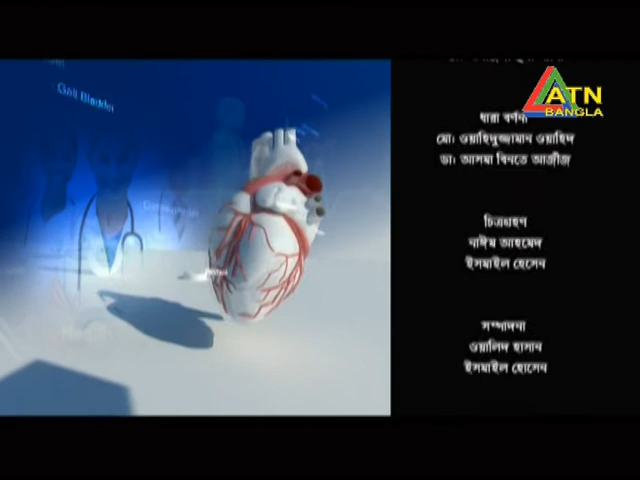 Gall Bladder
ATN
BANGLA
ধারা বর্ণনা
মো: ওয়াহিদুজ্জামান ওয়াহিদ
ডা: আসমা বিনতে আজীজ
চিত্রগ্রহণ
নাঈম আহমেদ
ইসমাইল হেসেন
সম্পাদনা
ওয়ালিদ হাসান
ইসমাইল হোসেন